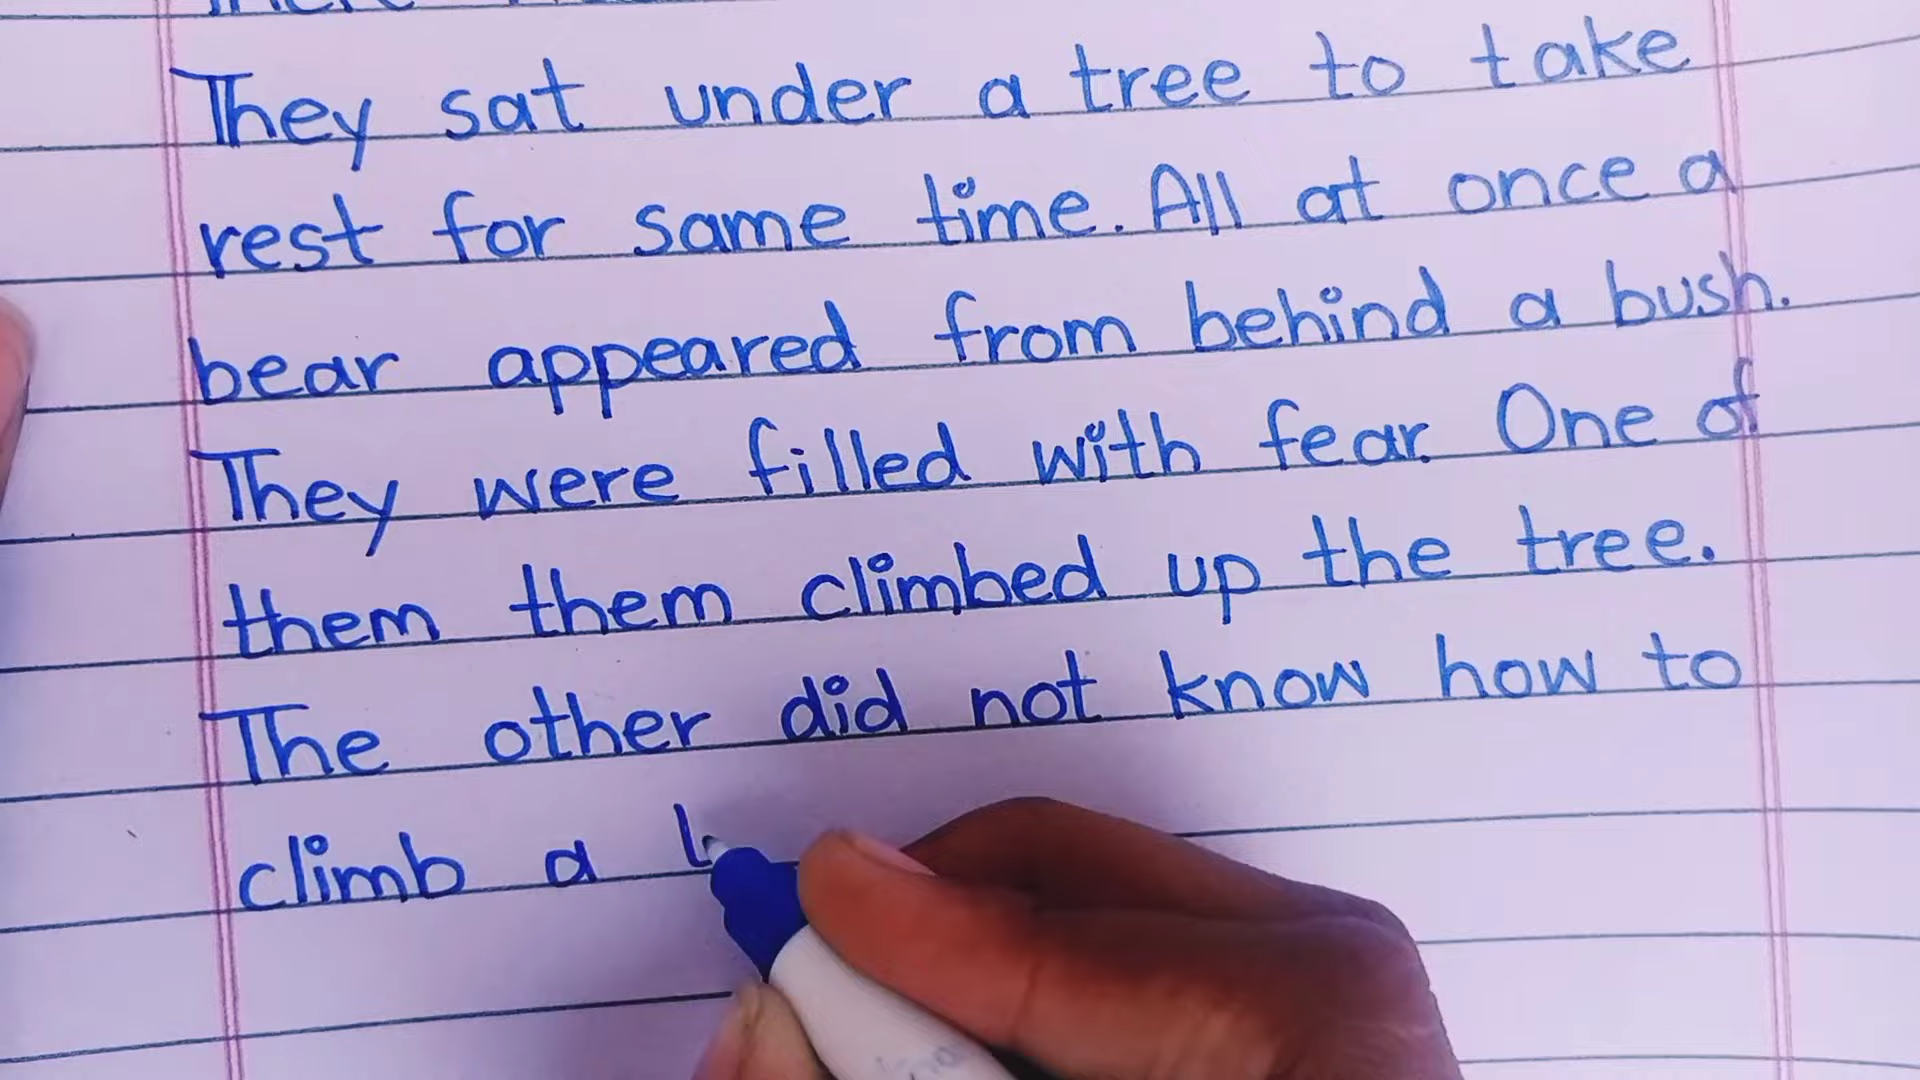 They sat under a tree to take
rest for same time. All at once a
bear appeared from behind a bush.
They were filled with fear. One of
them them climbed up the tree.
The other did not know how to
climb a